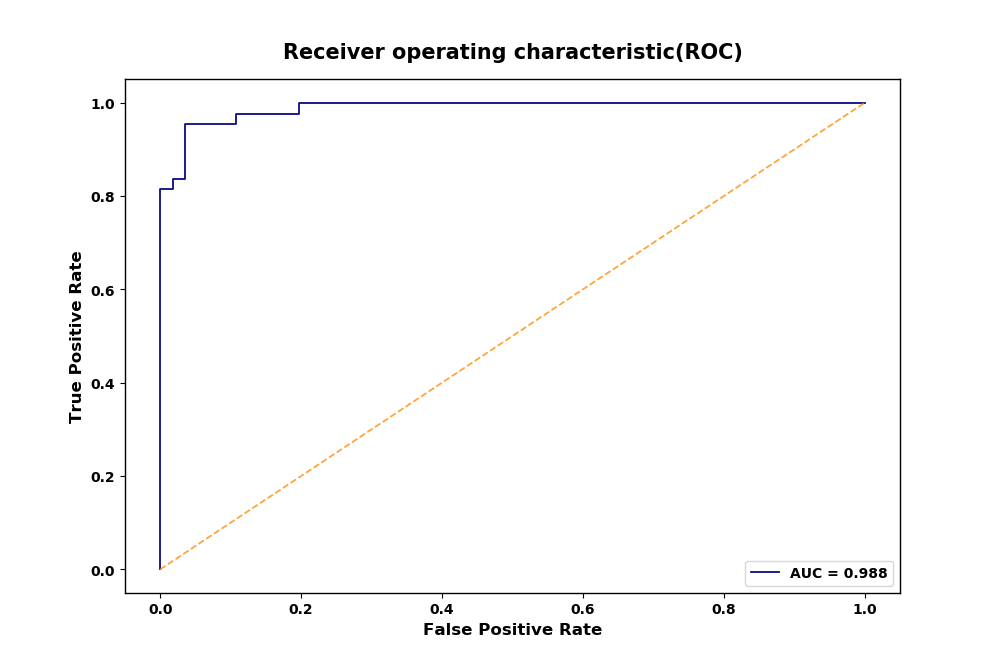 Receiver operating characteristic(ROC)
True Positive Rate
1.0
0.8
0.6
0.4
0.2
0.0
AUC = 0.988
0.0 0.2 0.4 0.6 0.8 1.0
False Positive Rate